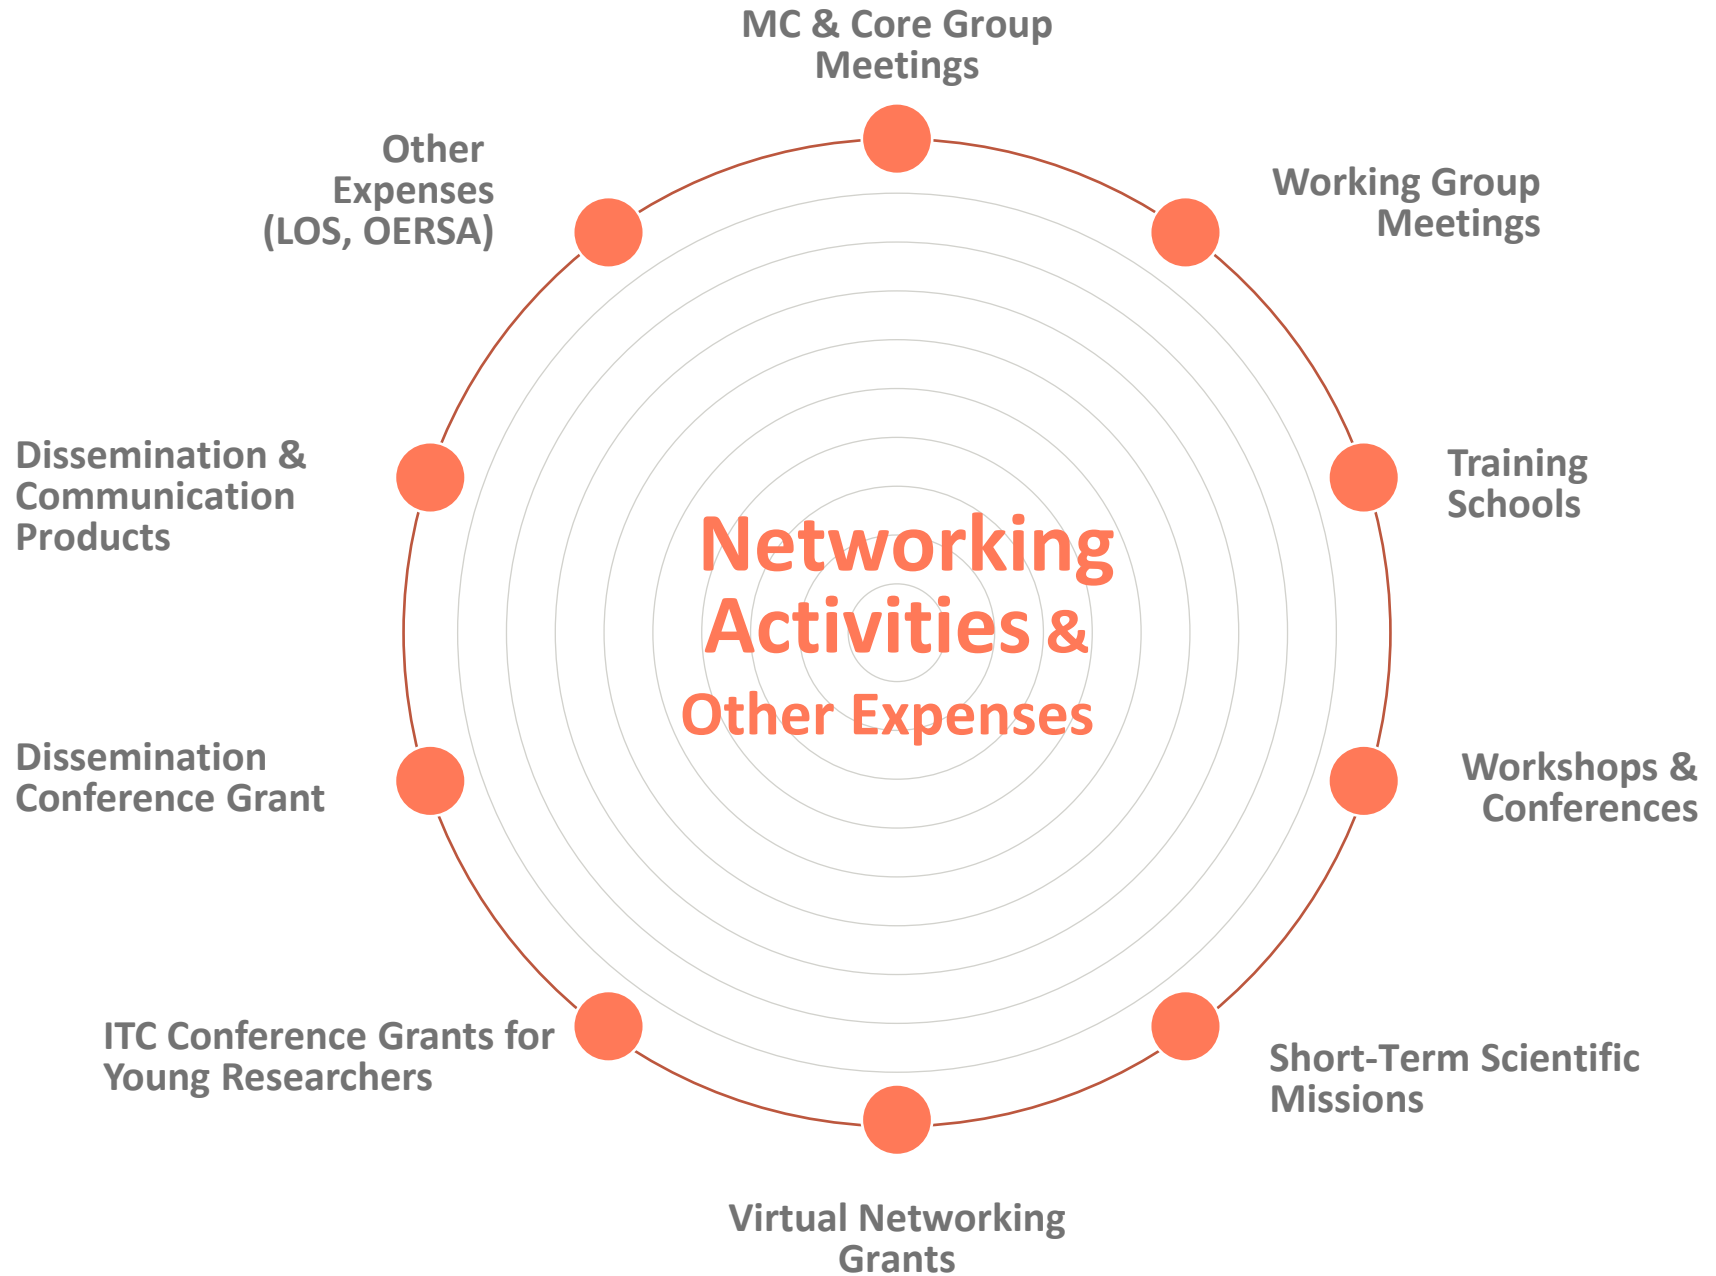 MC & Core Group
Meetings
Working Group
Meetings
Training
Schools
Workshops &
Conferences
Short-Term Scientific
Missions
Virtual Networking
Grants
ITC Conference Grants for
Young Researchers
Dissemination
Conference Grant
Dissemination &
Communication
Products
Other
Expenses
(LOS, OERSA)
Networking
Activities &
Other Expenses